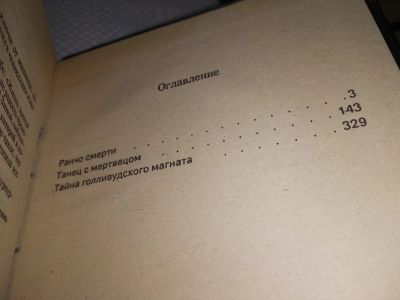 Оглавление
Ранчо смерти . . . . . . . . . . . . . 3
Танец с мертвецом . . . . . . . . . . 143
Тайна голливудского магната . . . . . . 329